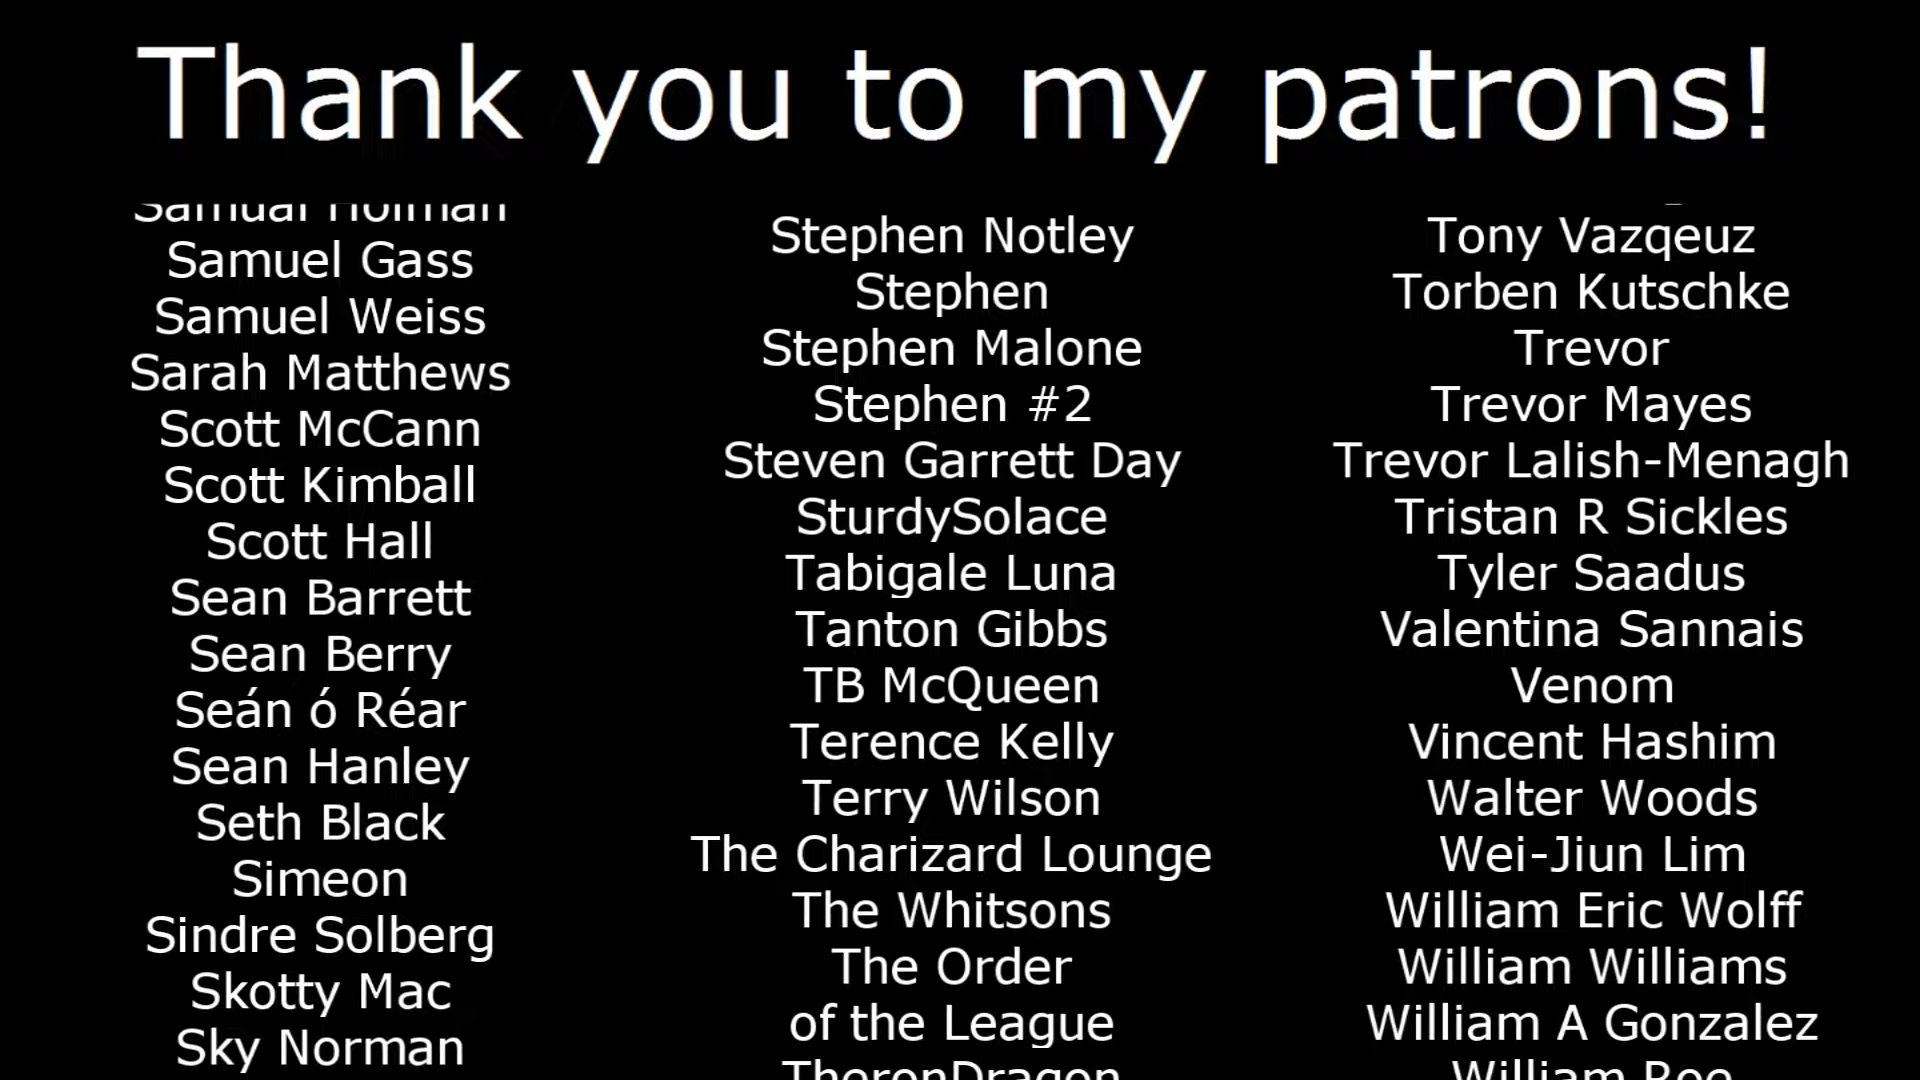 Thank you to my patrons!
Samual Holman
Samuel Gass
Samuel Weiss
Sarah Matthews
Scott McCann
Scott Kimball
Scott Hall
Sean Barrett
Sean Berry
Seán ó Réar
Sean Hanley
Seth Black
Simeon
Sindre Solberg
Skotty Mac
Sky Norman
Stephen Notley
Stephen
Stephen Malone
Stephen #2
Steven Garrett Day
SturdySolace
Tabigale Luna
Tanton Gibbs
TB McQueen
Terence Kelly
Terry Wilson
The Charizard Lounge
The Whitsons
The Order
of the League
TheronDragon
Tony Vazqeuz
Torben Kutschke
Trevor
Trevor Mayes
Trevor Lalish-Menagh
Tristan R Sickles
Tyler Saadus
Valentina Sannais
Venom
Vincent Hashim
Walter Woods
Wei-Jiun Lim
William Eric Wolff
William Williams
William A Gonzalez
William